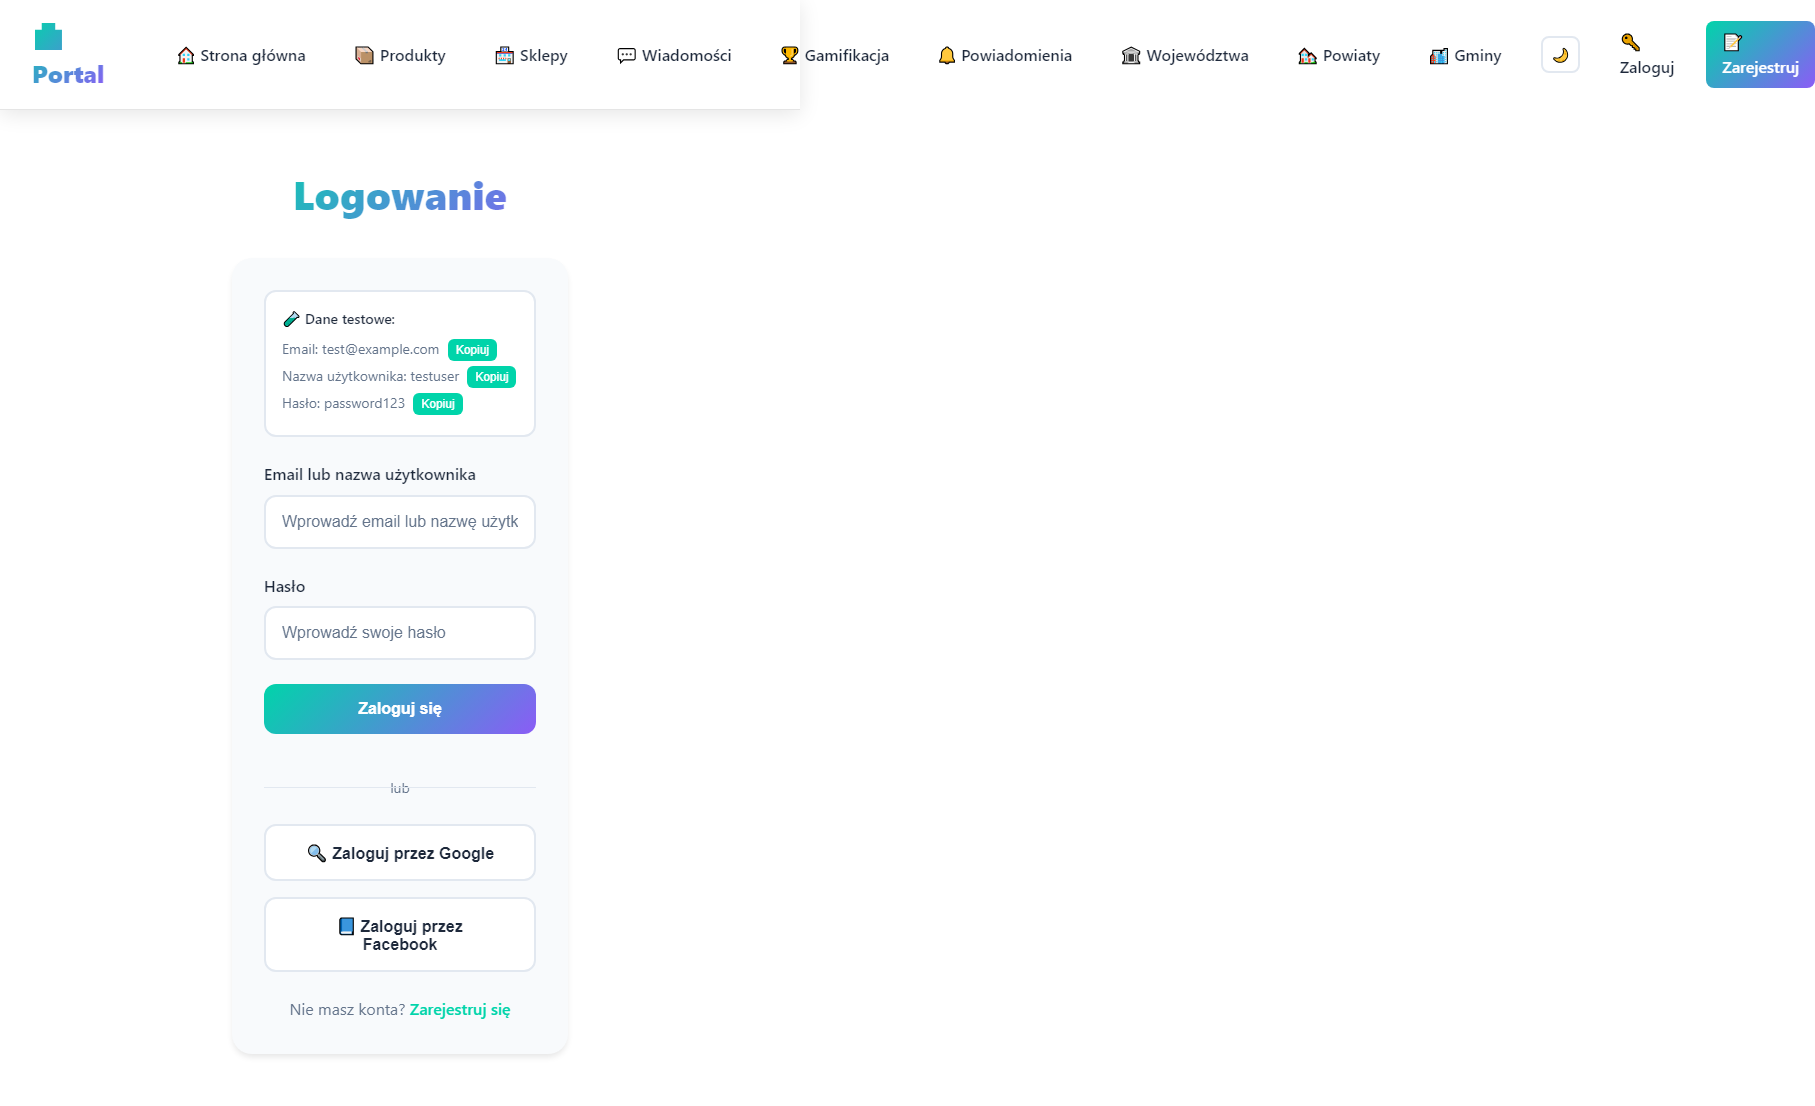 Portal
Strona główna
Produkty
Sklepy
Wiadomości
Gamifikacja
Powiadomienia
Województwa
Powiaty
Gminy
Zaloguj
Zarejestruj
Logowanie
Dane testowe:
Email: test@example.com Kopiuj
Nazwa użytkownika: testuser Kopiuj
Hasło: password123 Kopiuj
Email lub nazwa użytkownika
Wprowadź email lub nazwę użytk
Hasło
Wprowadź swoje hasło
Zaloguj się
lub
Zaloguj przez Google
Zaloguj przez
Facebook
Nie masz konta? Zarejestruj się